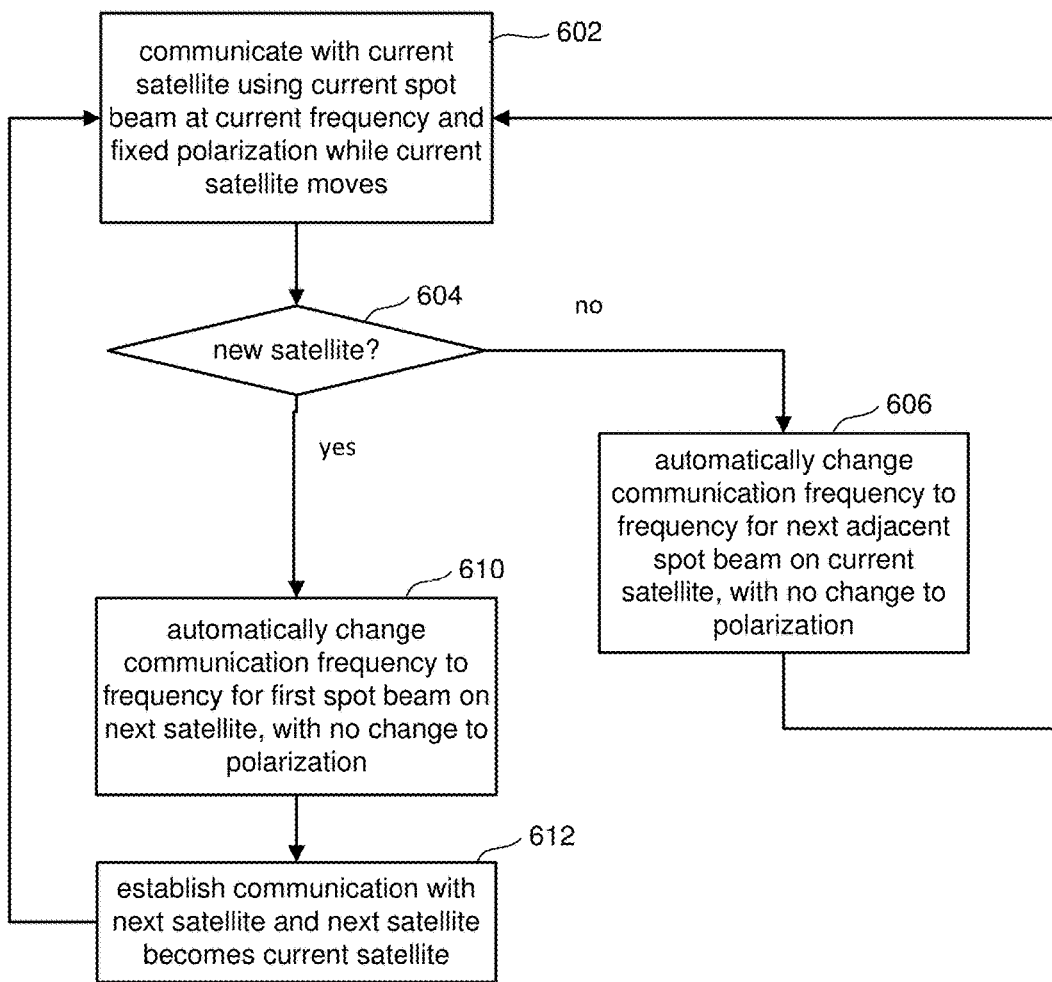 602
communicate with current
satellite using current spot
beam at current frequency and
fixed polarization while current
satellite moves
604
no
new satellite?
606
yes
automatically change
communication frequency to
frequency for next adjacent
spot beam on current
satellite, with no change to
polarization
610
automatically change
communication frequency to
frequency for first spot beam on
next satellite, with no change to
polarization
612
establish communication with
next satellite and next satellite
becomes current satellite